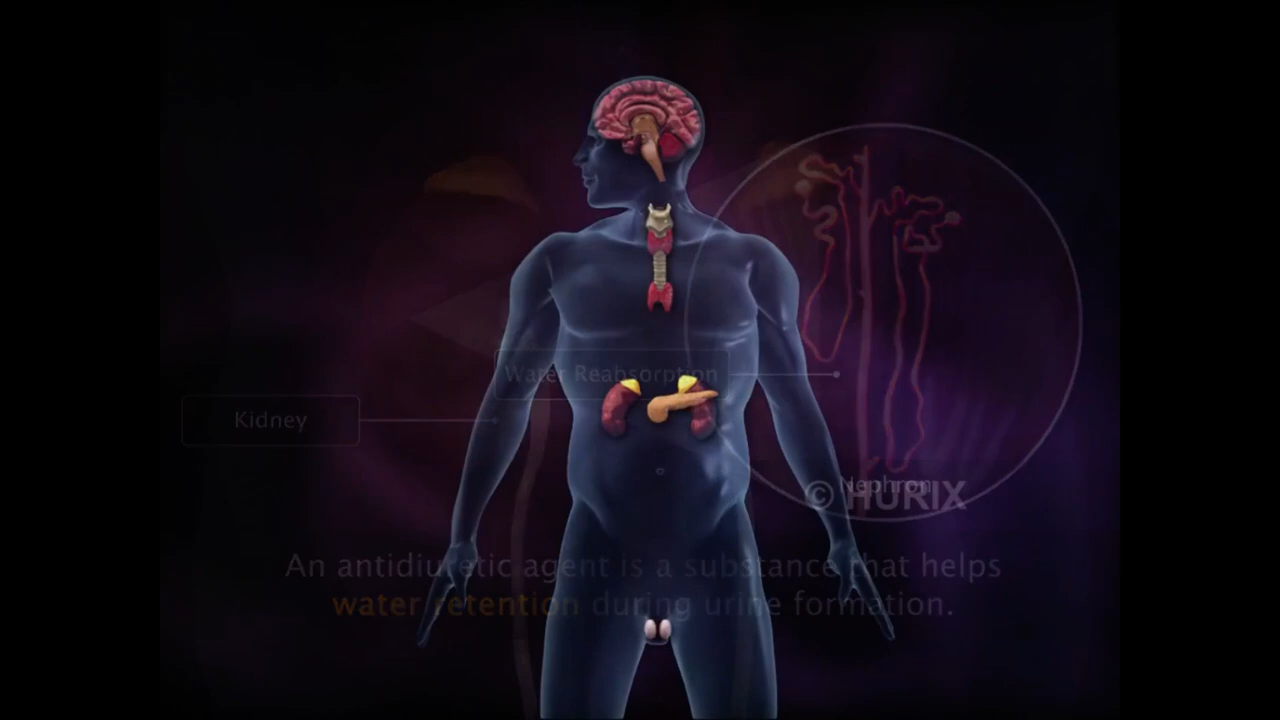 Water Reabsorption
Kidney
Nephron
© HURIX
An antidiuretic agent is a substance that helps
water retention during urine formation.